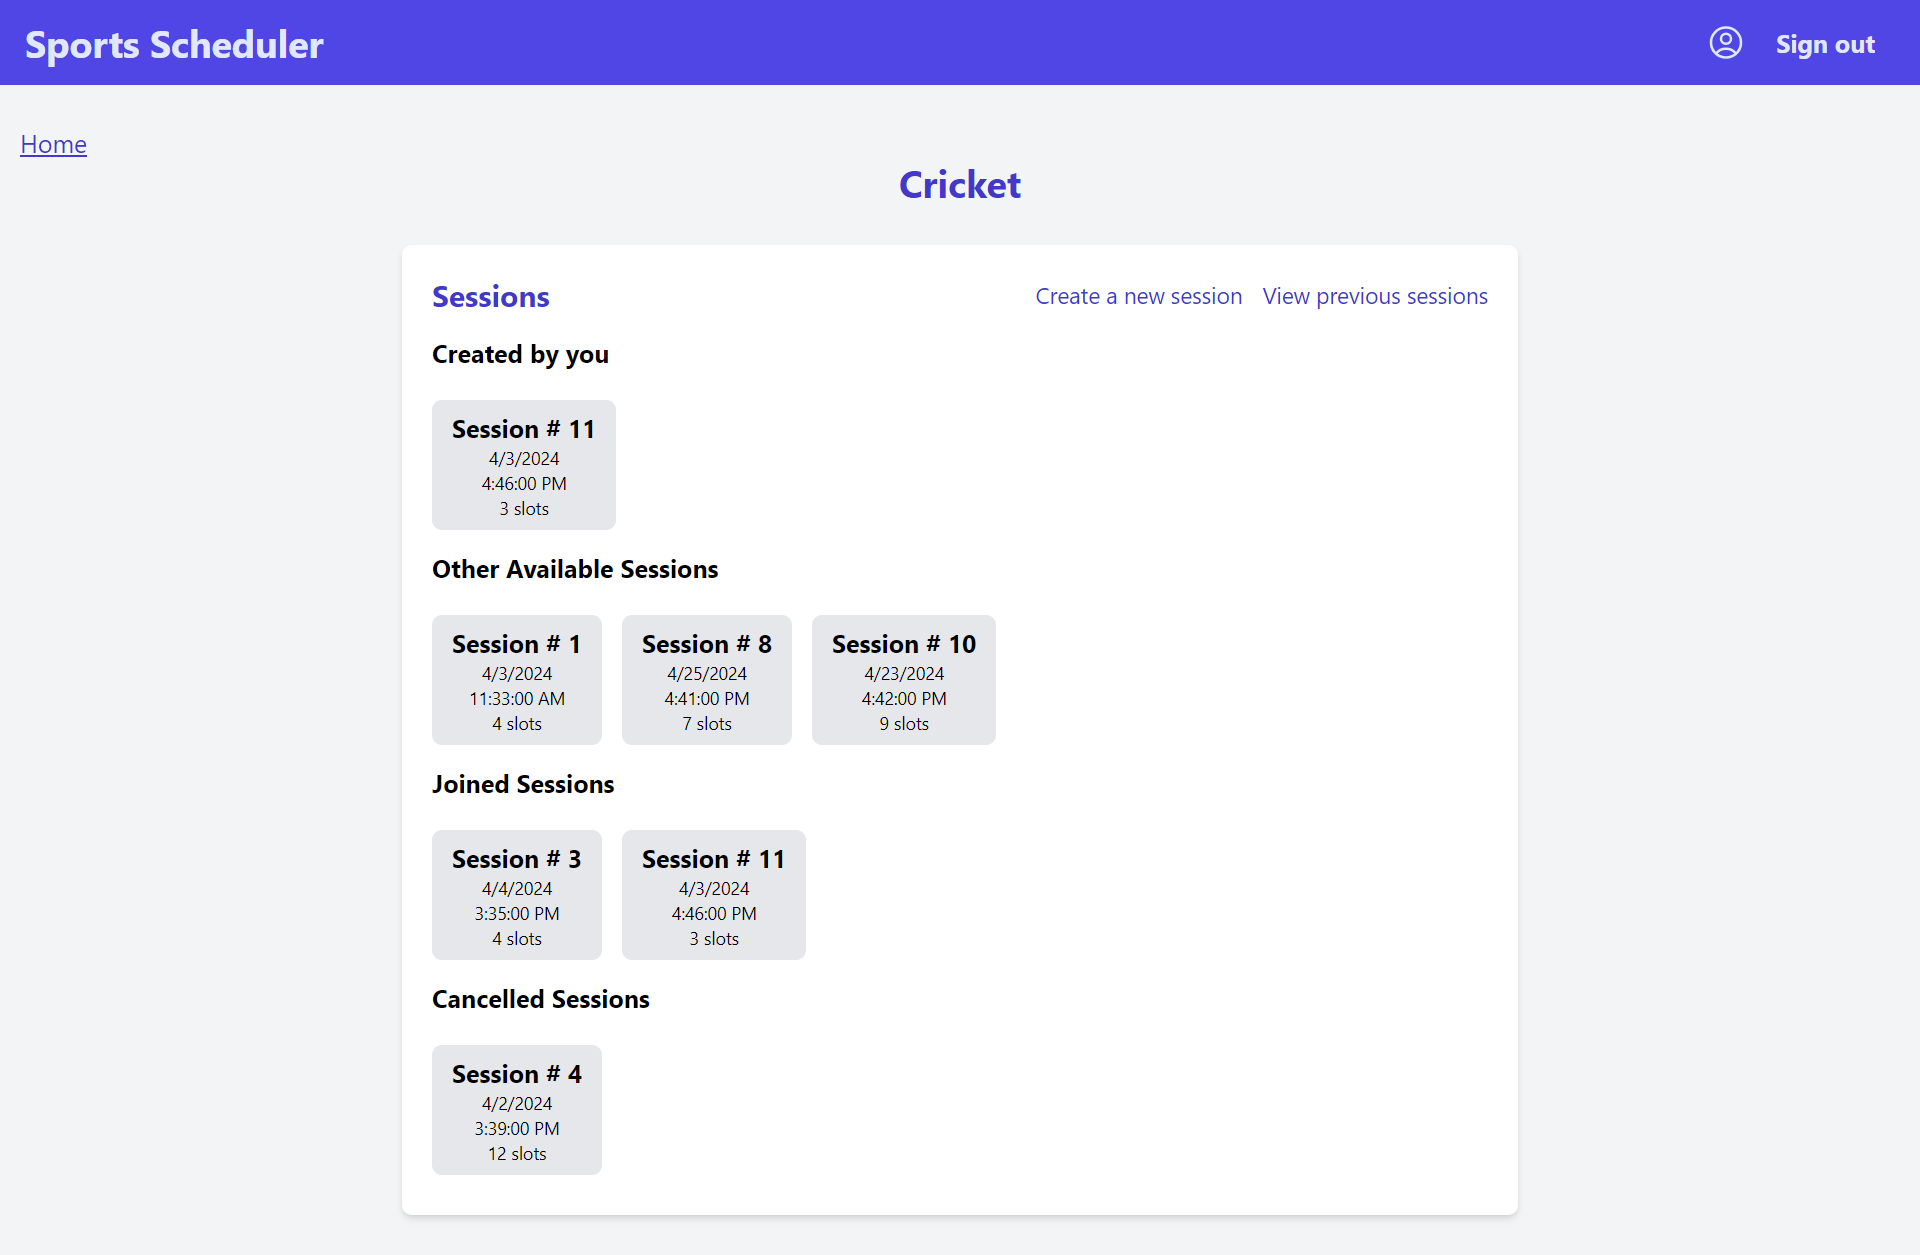 Sports Scheduler
Sign out
Home
Cricket
Sessions
Create a new session
View previous sessions
Created by you
Session # 11
4/3/2024
4:46:00 PM
3 slots
Other Available Sessions
Session # 1
4/3/2024
11:33:00 AM
4 slots
Session # 8
4/25/2024
4:41:00 PM
7 slots
Session # 10
4/23/2024
4:42:00 PM
9 slots
Joined Sessions
Session # 3
4/4/2024
3:35:00 PM
4 slots
Session # 11
4/3/2024
4:46:00 PM
3 slots
Cancelled Sessions
Session # 4
4/2/2024
3:39:00 PM
12 slots